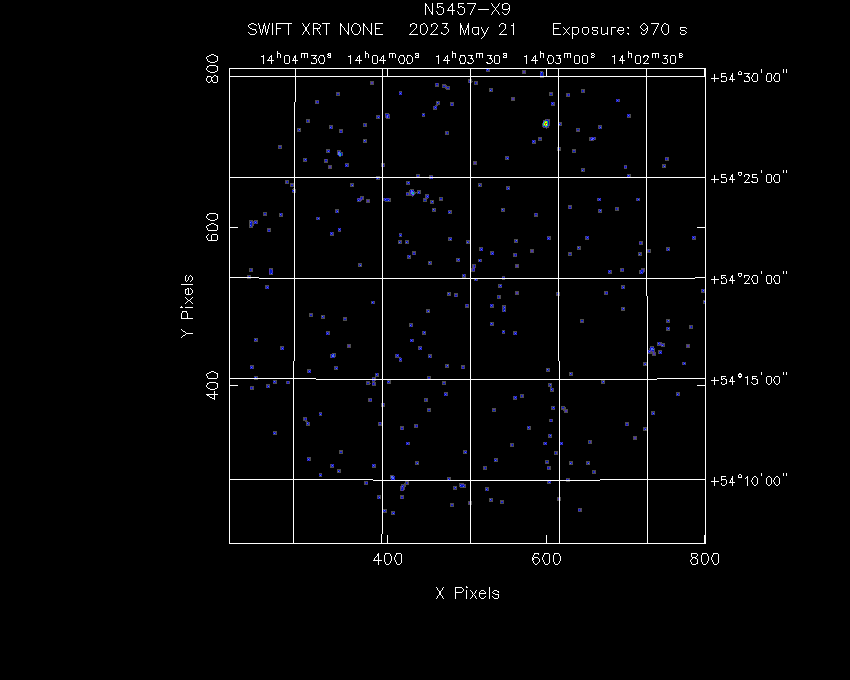 N5457-X9
SWIFT XRT NONE 2023 May 21 Exposure: 970 s
14h04m30s 14h04m00s 14h03m30s 14h03m00s 14h02m30s
800
+54°30'00"
+54°25'00"
600
+54°20'00"
Y Pixels
400
+54°15'00"
+54°10'00"
400 600 800
X Pixels